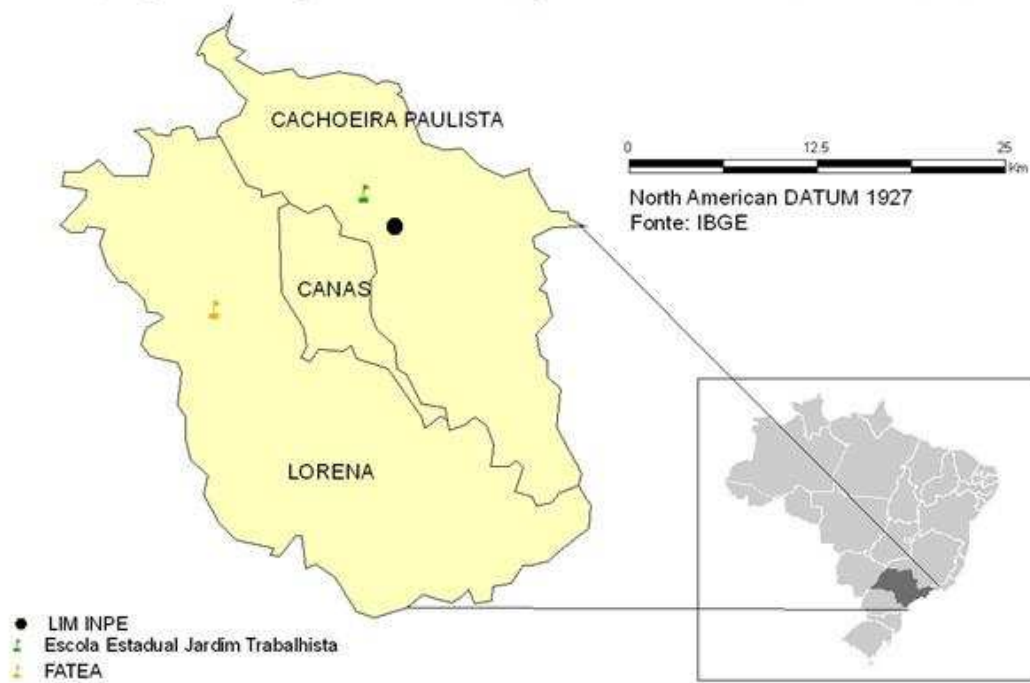 CACHOEIRA PAULISTA
0 12.5 25
Km
North American DATUM 1927
Fonte: IBGE
CANAS
LORENA
LIM INPE
Escola Estadual Jardim Trabalhista
FATEA